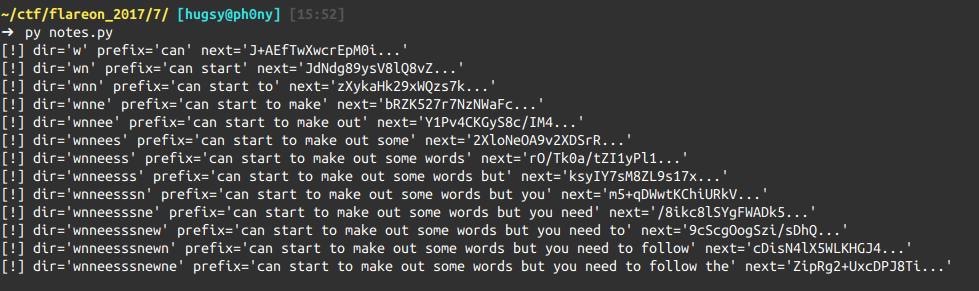 ~/ctf/flareon_2017/7/ [hugsy@ph0ny] [15:52]
➜ py notes.py
[!] dir='w' prefix='can' next='J+AEfTwXwcrEpM0i...'
[!] dir='wn' prefix='can start' next='JdNdg89ysV8lQ8vZ...'
[!] dir='wnn' prefix='can start to' next='zXykaHk29xWQzs7k...'
[!] dir='wnne' prefix='can start to make' next='bRZK527r7NzNWaFc...'
[!] dir='wnnee' prefix='can start to make out' next='Y1Pv4CKGyS8c/IM4...'
[!] dir='wnnees' prefix='can start to make out some' next='2XloNeOA9v2XDSrR...'
[!] dir='wnneess' prefix='can start to make out some words' next='rO/Tk0a/tZI1yPl1...'
[!] dir='wnneesss' prefix='can start to make out some words but' next='ksyIY7sM8ZL9s17x...'
[!] dir='wnneesssn' prefix='can start to make out some words but you' next='m5+qDWwtKChiURkV...'
[!] dir='wnneesssne' prefix='can start to make out some words but you need' next='/8ikc8lSYgFWADk5...'
[!] dir='wnneesssnew' prefix='can start to make out some words but you need to' next='9cScgOogSzi/sDhQ...'
[!] dir='wnneesssnewn' prefix='can start to make out some words but you need to follow' next='cDisN4lX5WLKHGJ4...'
[!] dir='wnneesssnewne' prefix='can start to make out some words but you need to follow the' next='ZipRg2+UxcDPJ8Ti...'